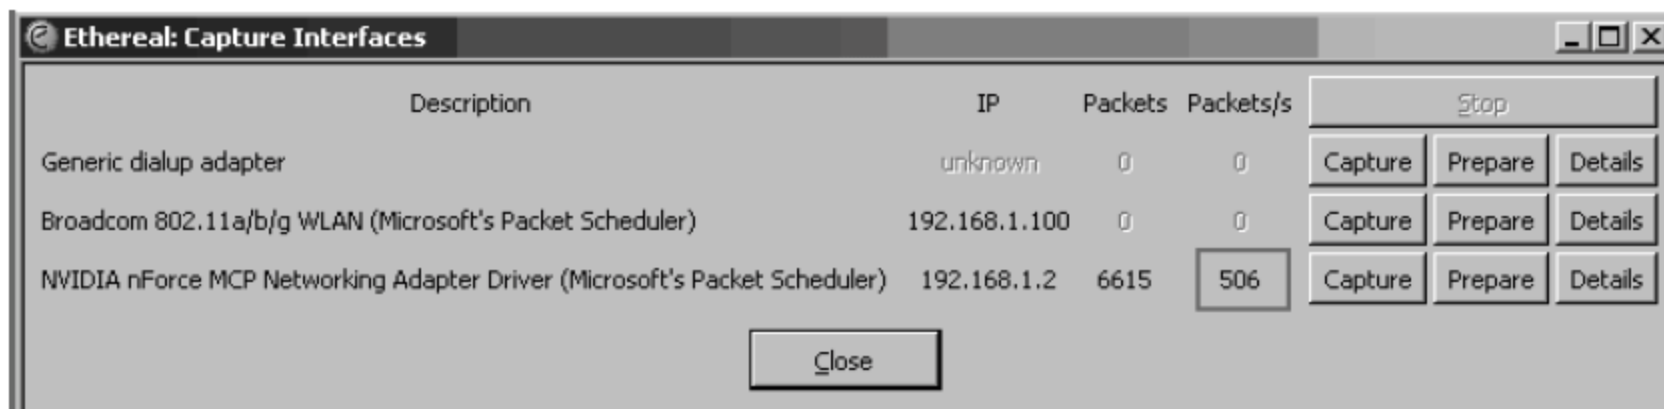 Ethereal: Capture Interfaces
Description IP Packets Packets/s Stop
Generic dialup adapter unknown 0 0 Capture Prepare Details
Broadcom 802.11a/b/g WLAN (Microsoft's Packet Scheduler) 192.168.1.100 0 0 Capture Prepare Details
NVIDIA nForce MCP Networking Adapter Driver (Microsoft's Packet Scheduler) 192.168.1.2 6615 506 Capture Prepare Details
Close